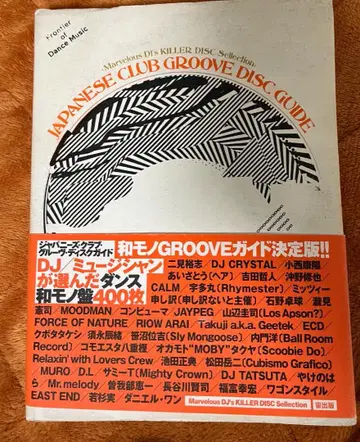 Frontier
of
Dance Music
-Marvelous DJ's KILLER DISC Sellection-
JAPANESE CLUB GROOVE DISC GUIDE
ジャパニーズ・クラブ・
グルーヴ・ディスクガイド
和モノGROOVEガイド決定版!!
DJ/ミュージシャン
が選んだダンス
和モノ盤400枚
二見裕志／DJ CRYSTAL／小西康陽
あいさとう(ヘア)／吉田哲人／沖野修也
CALM／宇多丸(Rhymester)／ミッツィー
申し訳(申し訳ないと主催)／石野卓球／瀧見
憲司／MOODMAN／コンピューマ／JAYPEG／山辺圭司(Los Apson?)
FORCE OF NATURE／RIOW ARAI／Takuji a.k.a. Geetek／ECD
クボタタケシ／須永辰緒／笹沼位吉(Sly Mongoose)／内門洋(Ball Room
Record)／コモエスタ八重樫／オカモト"MOBY"タクヤ(Scoobie Do)
Relaxin' with Lovers Crew／池田正典／松田岳二(Cubismo Grafico)
MURO／D.L／サミーT(Mighty Crown)／DJ TATSUTA／やけのは
ら／Mr. melody／曽我部恵一／長谷川賢司／福富幸宏／ワゴンスタイル
EAST END／若杉実／ダニエル・ワン
Marvelous DJ's KILLER DISC Sellection
宙出版